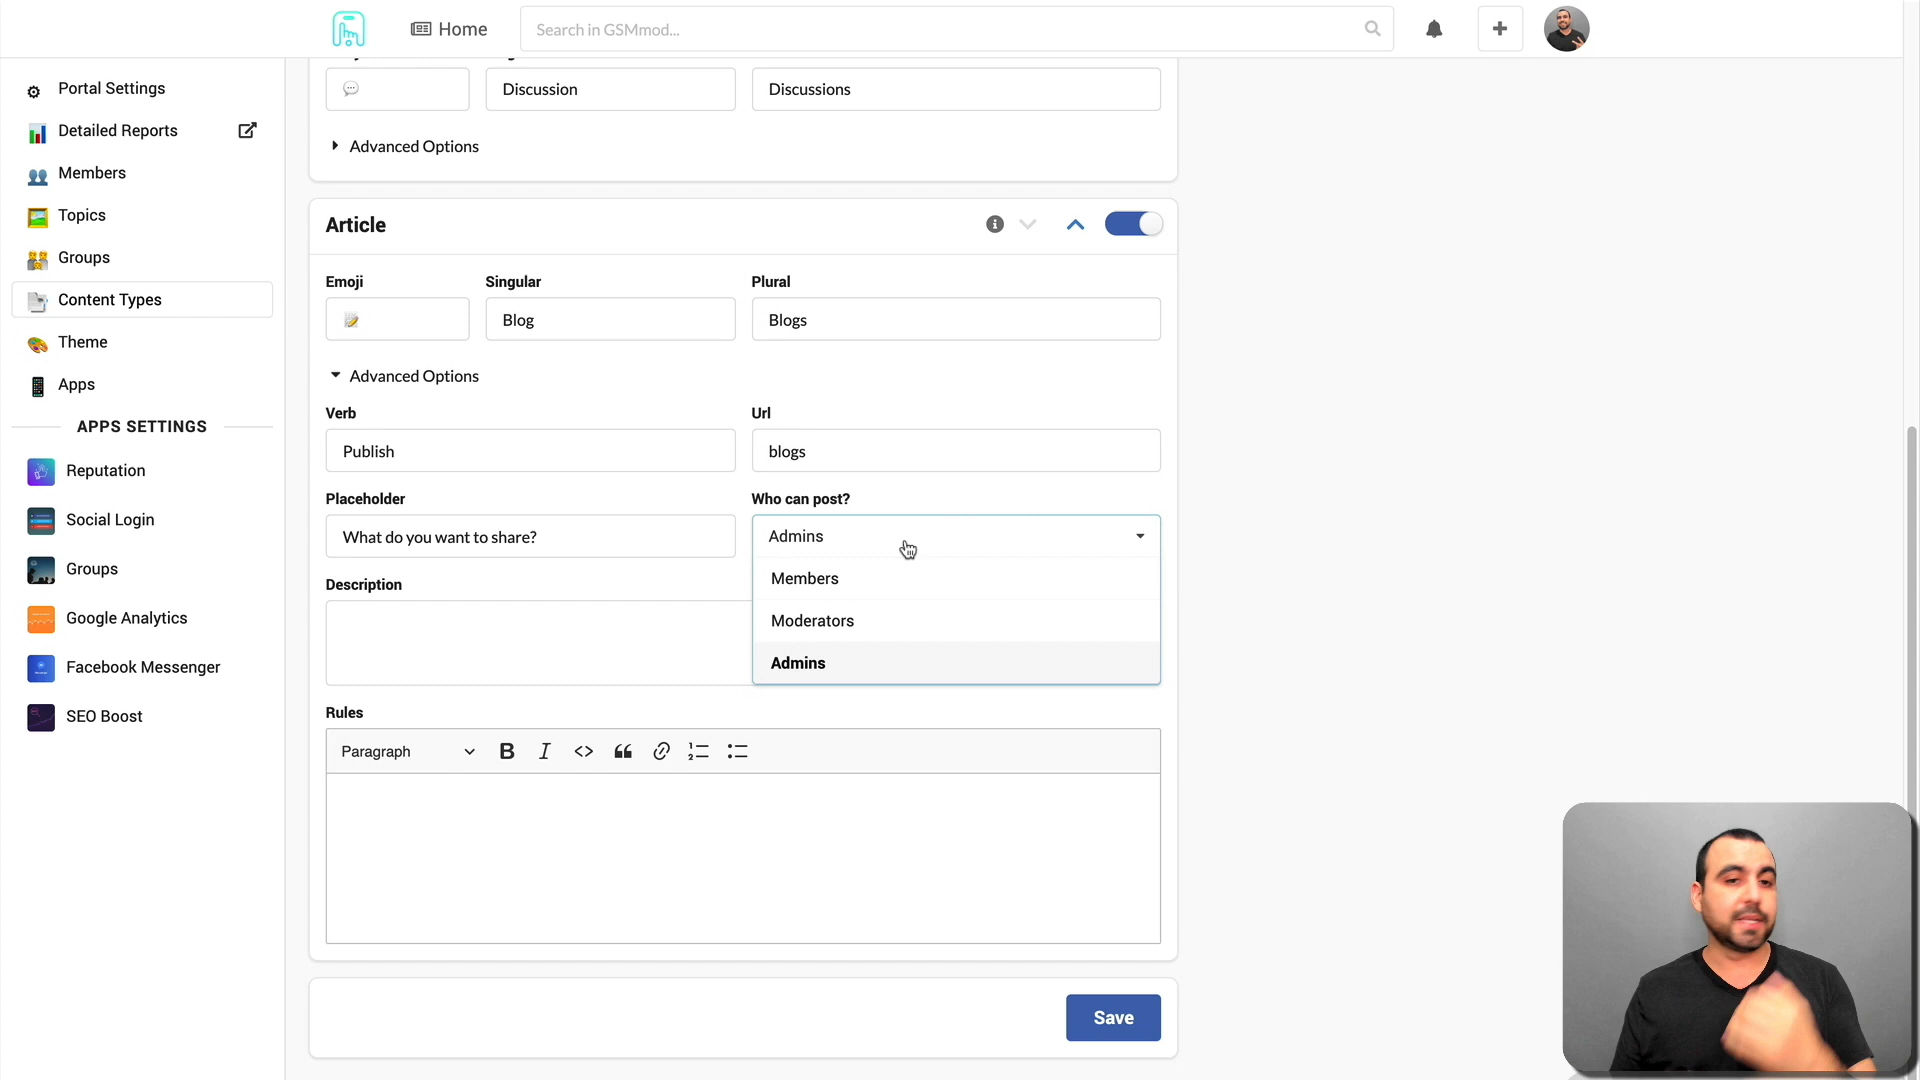 Home
Search in GSMmod...
Portal Settings
Detailed Reports
Members
Topics
Groups
Content Types
Theme
Apps
APPS SETTINGS
Reputation
Social Login
Groups
Google Analytics
Facebook Messenger
SEO Boost
Discussion
Discussions
Advanced Options
Article
Emoji
Singular
Plural
Blog
Blogs
Advanced Options
Verb
Url
Publish
blogs
Placeholder
Who can post?
What do you want to share?
Admins
Members
Moderators
Admins
Description
Rules
Paragraph
Save